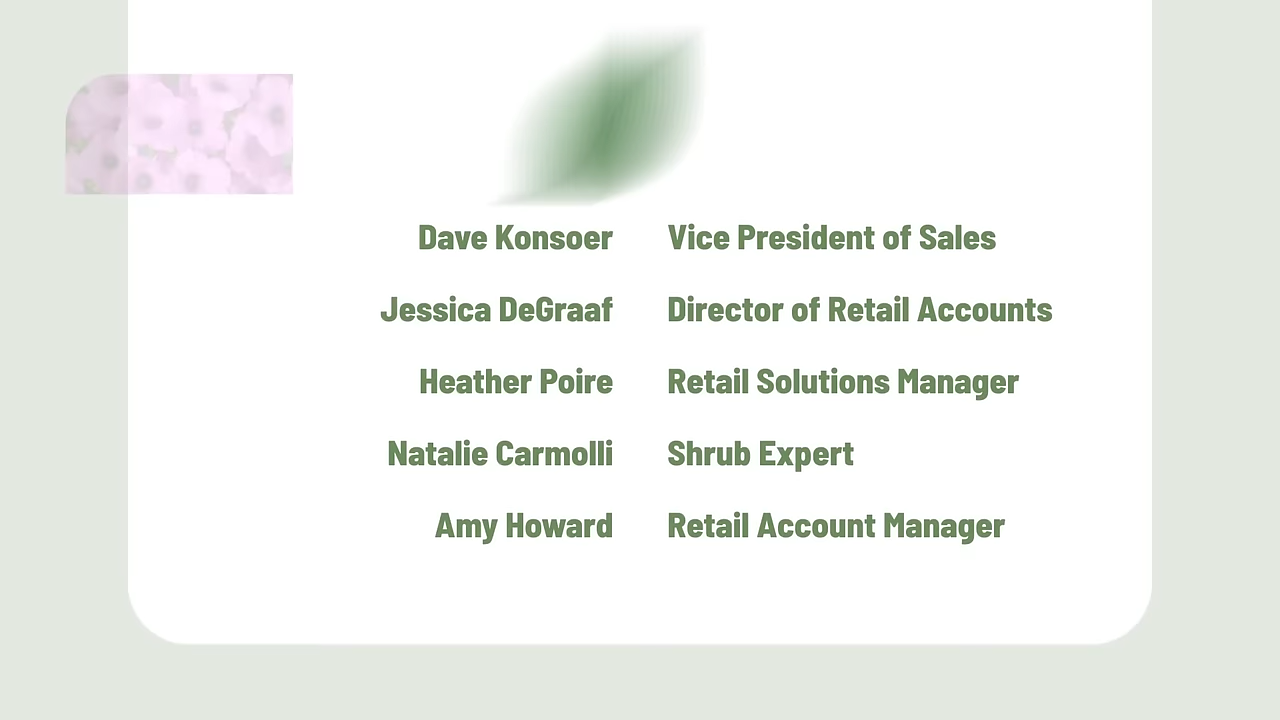 Dave Konsoer Vice President of Sales
Jessica DeGraaf Director of Retail Accounts
Heather Poire Retail Solutions Manager
Natalie Carmolli Shrub Expert
Amy Howard Retail Account Manager